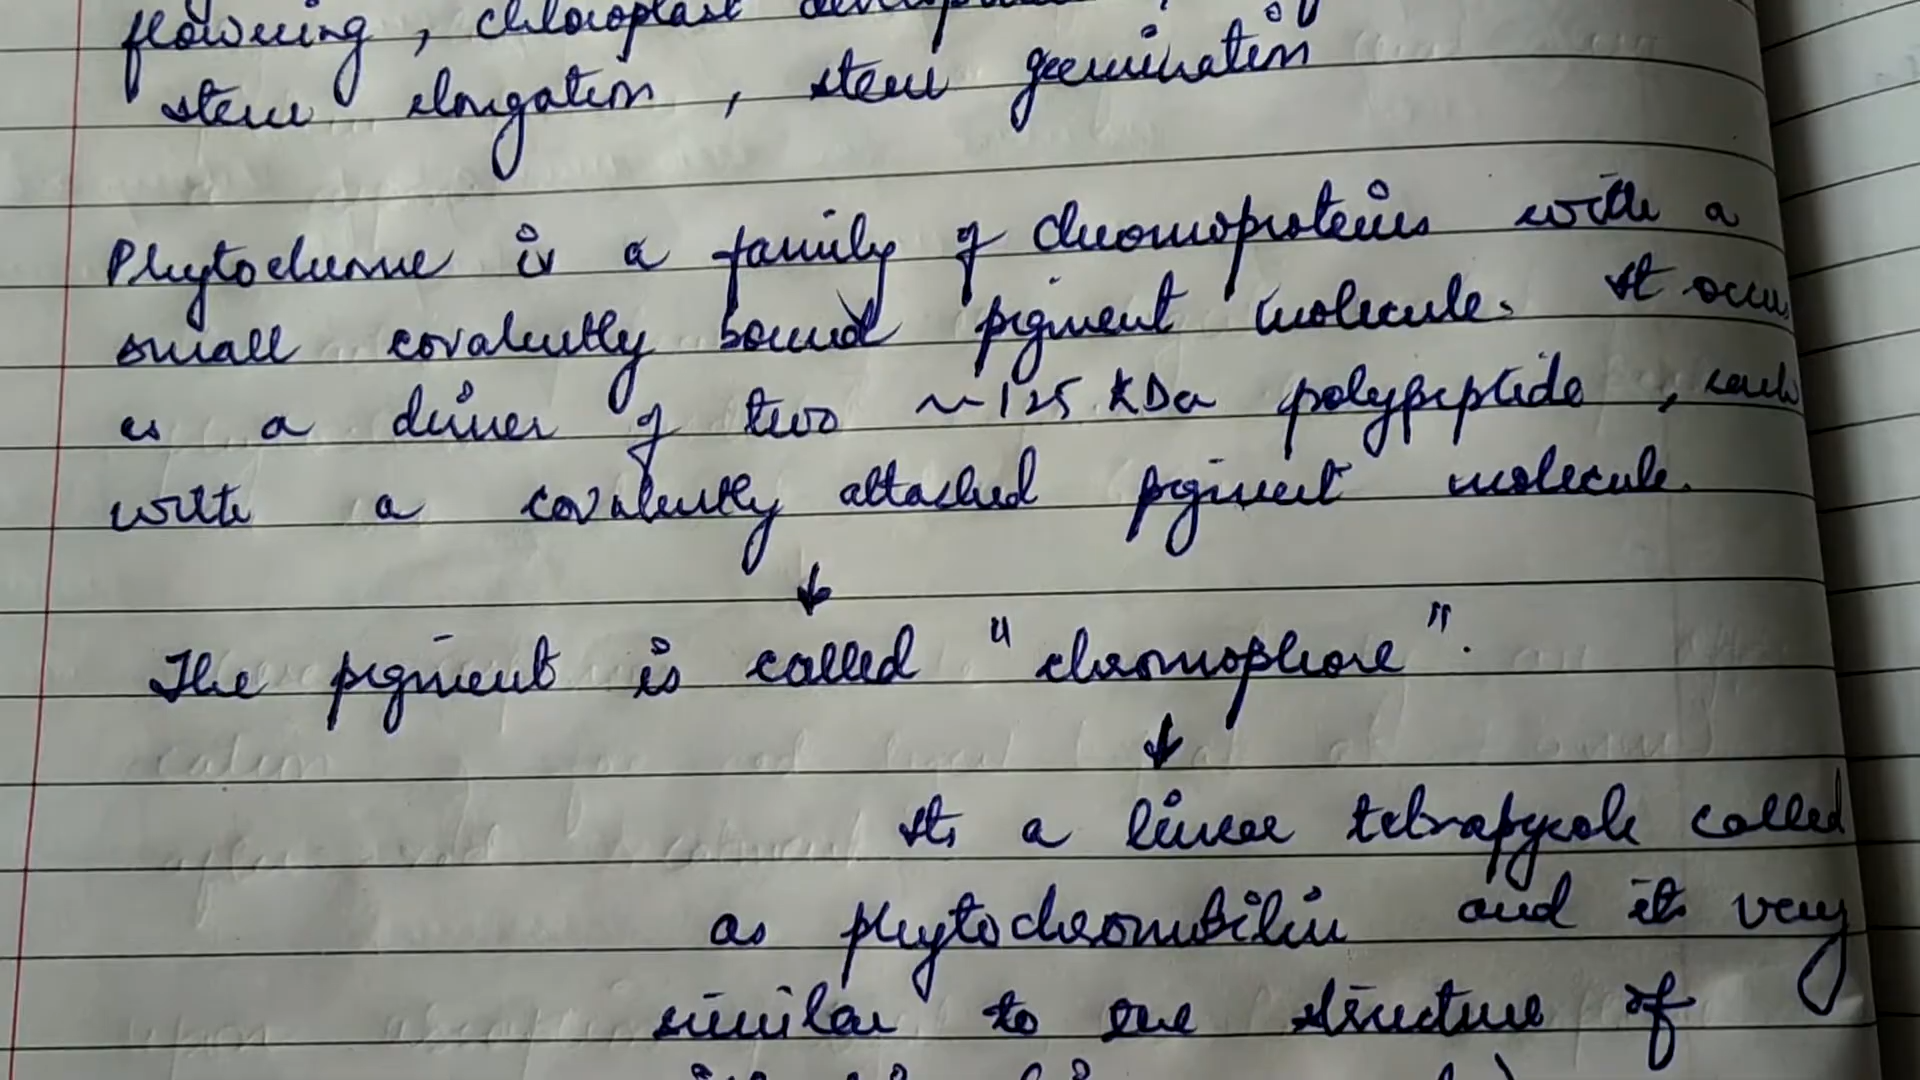 flowering, chloroplast
stem elongation, stem germination
Phytochrome is a family of chromoproteins with a
small covalently bound pigment molecule. It occurs
as a dimer of two ~125 kDa polypeptide, each
with a covalently attached pigment molecule.
↓
The pigment is called "chromophore".
↓
Its a linear tetrapyrole called
as phytochrombilin and its very
similar to the structure of